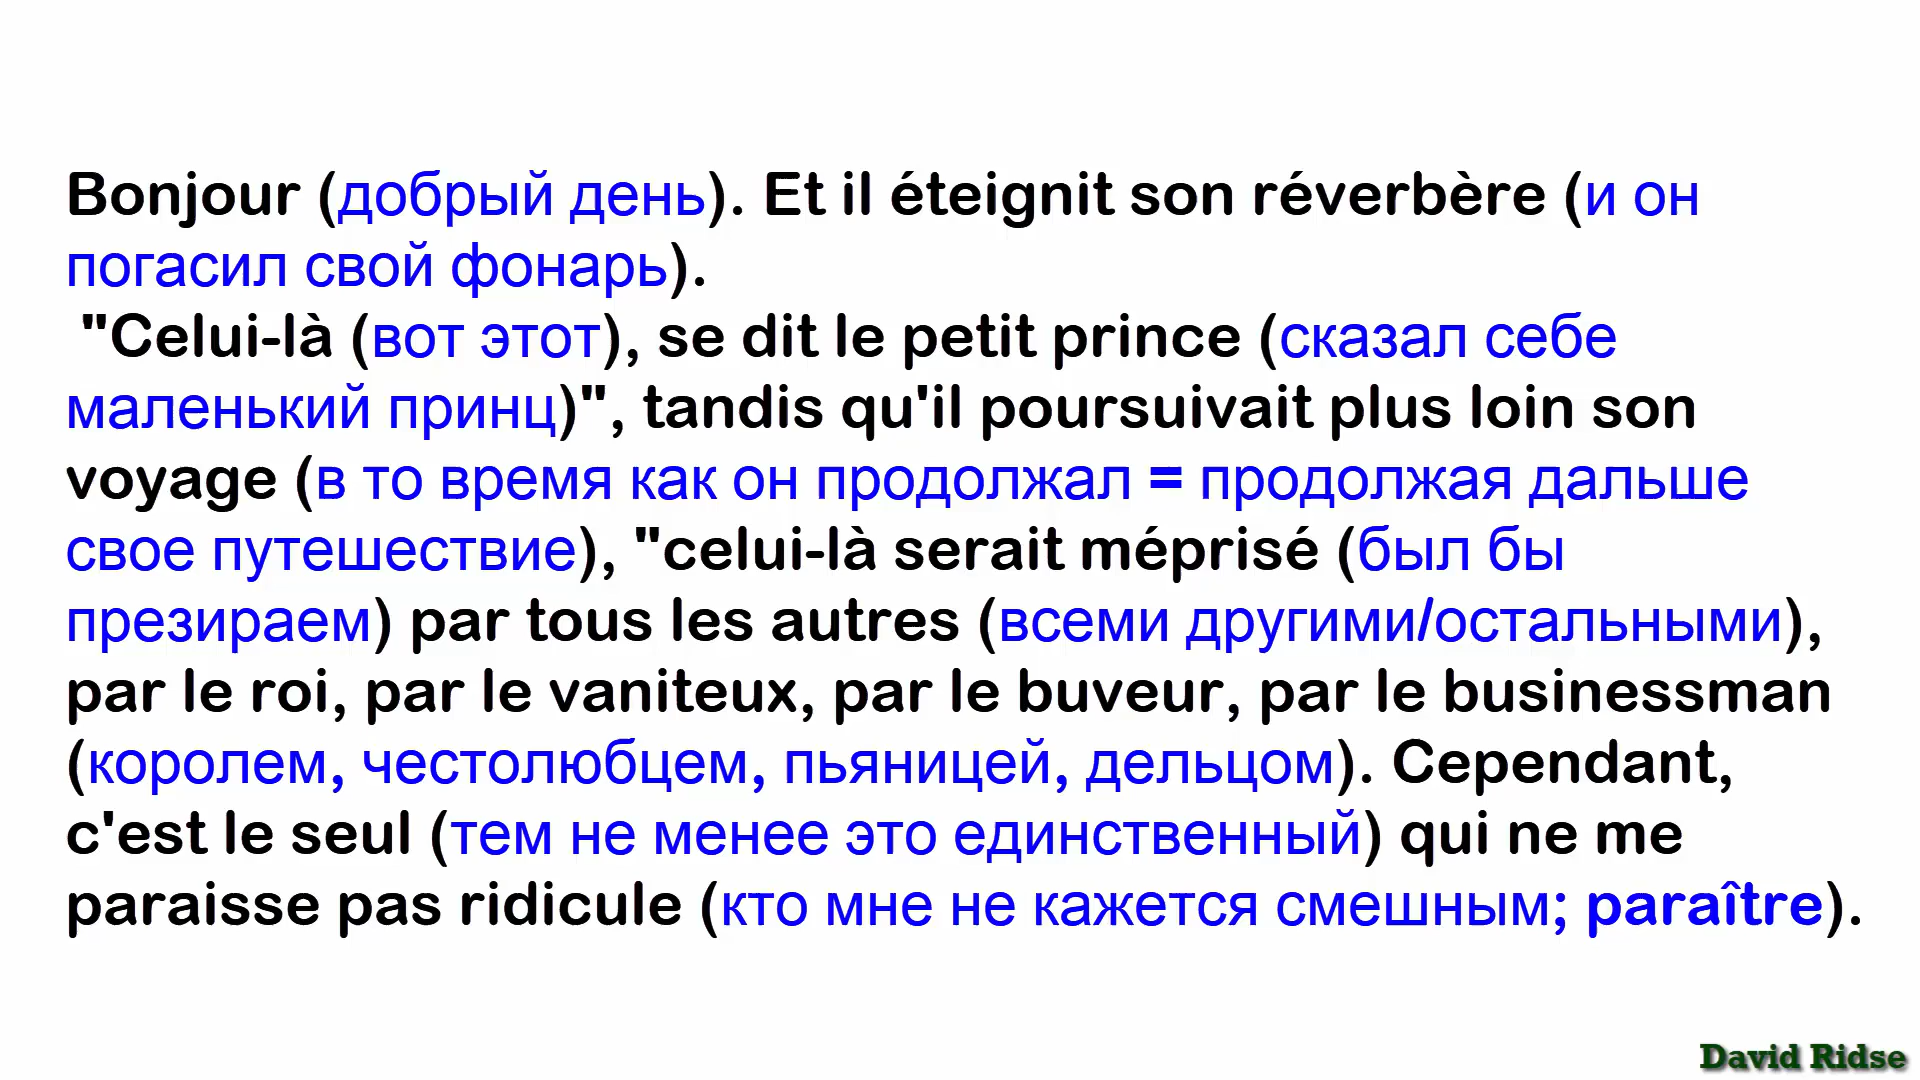 Bonjour (добрый день). Et il éteignit son réverbère (и он
погасил свой фонарь).
"Celui-là (вот этот), se dit le petit prince (сказал себе
маленький принц)", tandis qu'il poursuivait plus loin son
voyage (в то время как он продолжал = продолжая дальше
свое путешествие), "celui-là serait méprisé (был бы
презираем) par tous les autres (всеми другими/остальными),
par le roi, par le vaniteux, par le buveur, par le businessman
(королем, честолюбцем, пьяницей, дельцом). Cependant,
c'est le seul (тем не менее это единственный) qui ne me
paraisse pas ridicule (кто мне не кажется смешным; paraître).
David Ridse